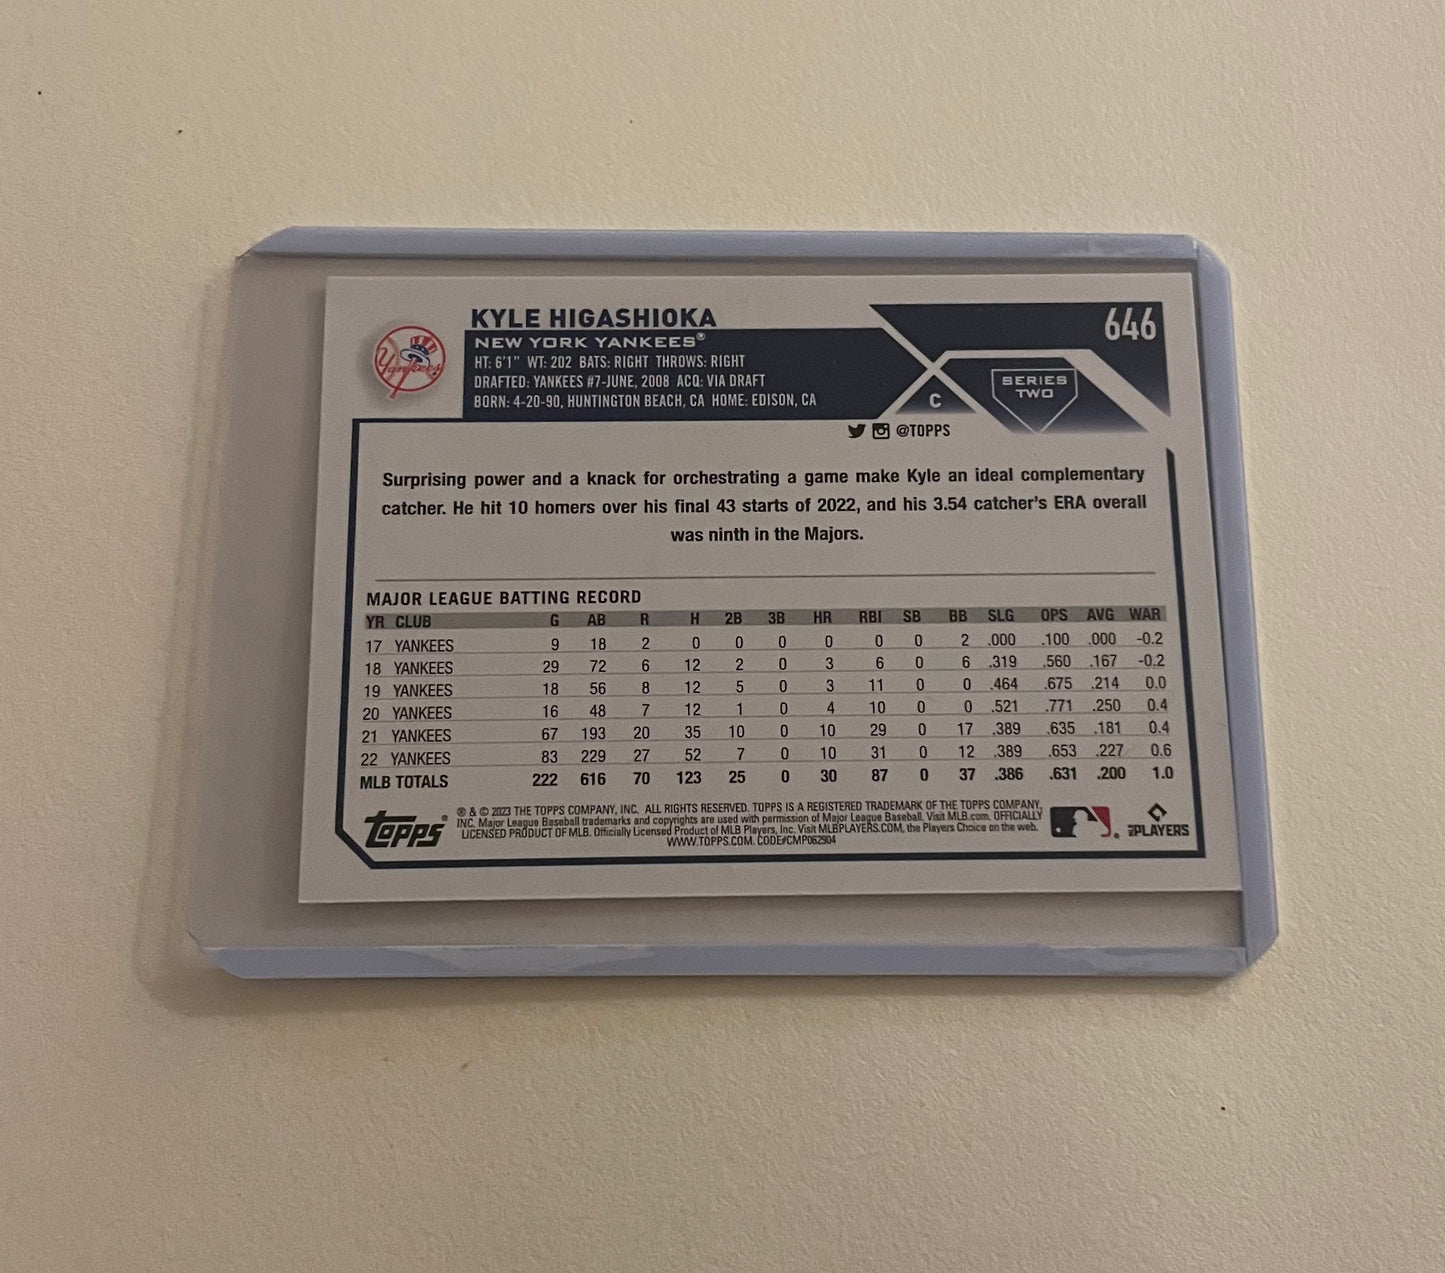 KYLE HIGASHIOKA
646
NEW YORK YANKEES®
HT: 6'1" WT: 202 BATS: RIGHT THROWS: RIGHT
DRAFTED: YANKEES #7-JUNE, 2008 ACQ: VIA DRAFT
BORN: 4-20-90, HUNTINGTON BEACH, CA HOME: EDISON, CA
Yankees
C
SERIES
TWO
@TOPPS
Surprising power and a knack for orchestrating a game make Kyle an ideal complementary
catcher. He hit 10 homers over his final 43 starts of 2022, and his 3.54 catcher's ERA overall
was ninth in the Majors.
MAJOR LEAGUE BATTING RECORD
YR CLUB G AB R H 2B 3B HR RBI SB BB SLG OPS AVG WAR
17 YANKEES 9 18 2 0 0 0 0 0 0 2 .000 .100 .000 -0.2
18 YANKEES 29 72 6 12 2 0 3 6 0 6 .319 .560 .167 -0.2
19 YANKEES 18 56 8 12 5 0 3 11 0 0 .464 .675 .214 0.0
20 YANKEES 16 48 7 12 1 0 4 10 0 0 .521 .771 .250 0.4
21 YANKEES 67 193 20 35 10 0 10 29 0 17 .389 .635 .181 0.4
22 YANKEES 83 229 27 52 7 0 10 31 0 12 .389 .653 .227 0.6
MLB TOTALS 222 616 70 123 25 0 30 87 0 37 .386 .631 .200 1.0
TOPPS®
® & © 2023 THE TOPPS COMPANY, INC. ALL RIGHTS RESERVED. TOPPS IS A REGISTERED TRADEMARK OF THE TOPPS COMPANY,
INC. Major League Baseball trademarks and copyrights are used with permission of Major League Baseball. Visit MLB.com. OFFICIALLY
LICENSED PRODUCT OF MLB. Officially Licensed Product of MLB Players, Inc. Visit MLBPLAYERS.COM, the Players Choice on the web.
WWW.TOPPS.COM. CODE#CMP062904
PLAYERS